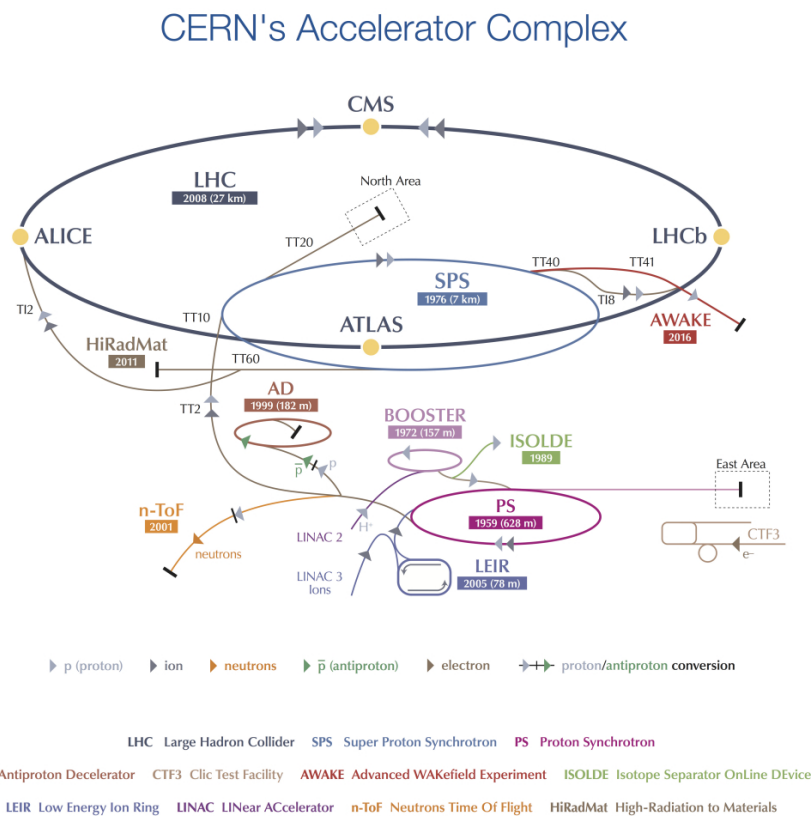 CERN's Accelerator Complex
CMS
LHC
2008 (27 km)
North Area
ALICE
LHCb
TT20
TT40
TT41
SPS
1976 (7 km)
TI2
TT10
TI8
ATLAS
AWAKE
2016
HiRadMat
2011
TT60
AD
1999 (182 m)
TT2
BOOSTER
1972 (157 m)
ISOLDE
1989
p̅
p
East Area
n-ToF
2001
PS
1959 (628 m)
H⁺
LINAC 2
neutrons
CTF3
e⁻
LEIR
2005 (78 m)
LINAC 3
Ions
p (proton) ion neutrons p̅ (antiproton) electron proton/antiproton conversion
LHC Large Hadron Collider SPS Super Proton Synchrotron PS Proton Synchrotron
Antiproton Decelerator CTF3 Clic Test Facility AWAKE Advanced WAKefield Experiment ISOLDE Isotope Separator OnLine DEvice
LEIR Low Energy Ion Ring LINAC LINear ACcelerator n-ToF Neutrons Time Of Flight HiRadMat High-Radiation to Materials